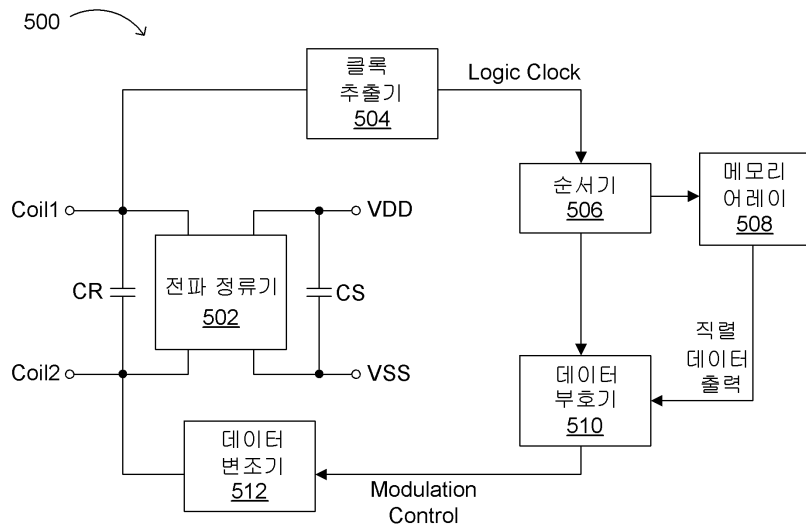 500
클록
추출기
504
Logic Clock
순서기
506
메모리
어레이
508
Coil1
VDD
전파 정류기
502
CR
CS
직렬
데이터
출력
Coil2
VSS
데이터
부호기
510
데이터
변조기
512
Modulation
Control